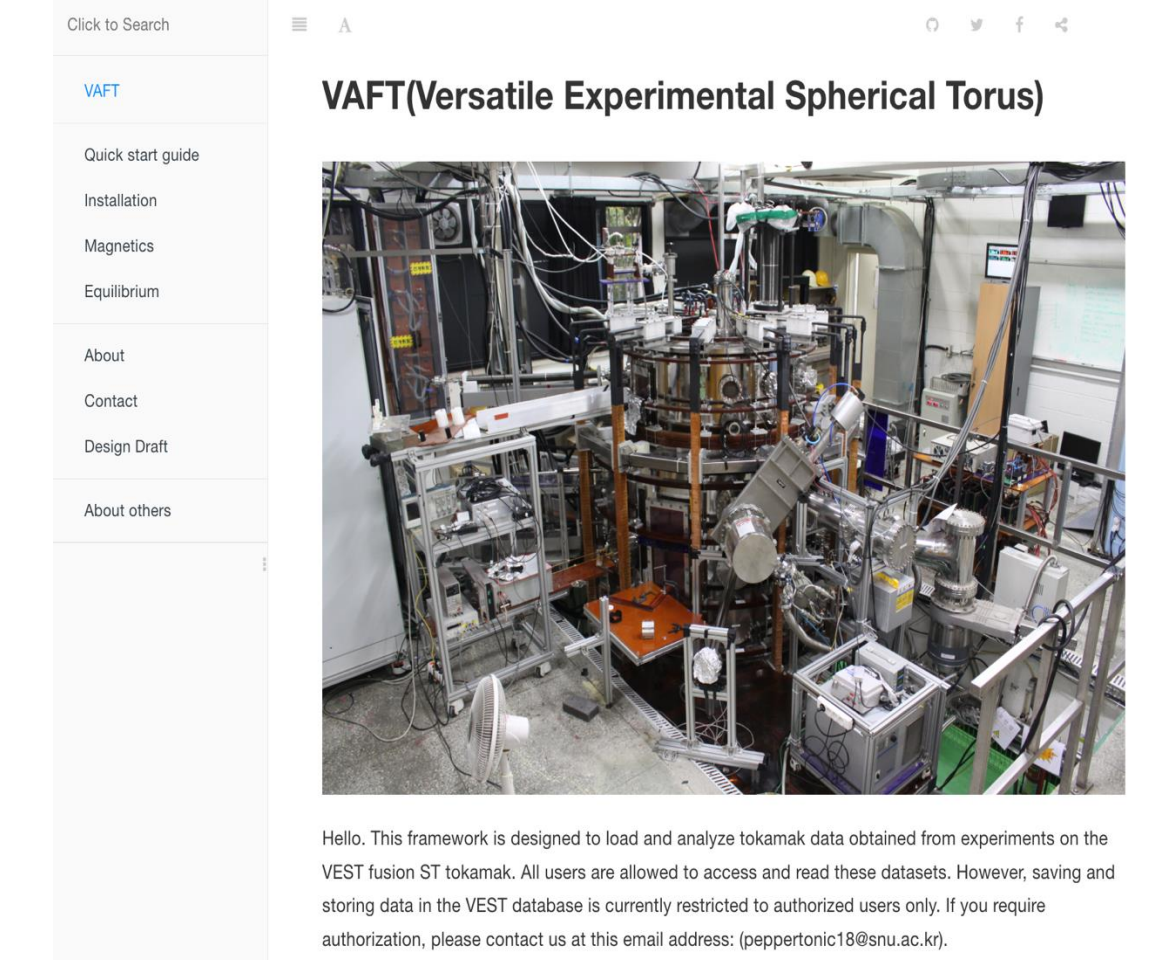 Click to Search
VAFT
Quick start guide
Installation
Magnetics
Equilibrium
About
Contact
Design Draft
About others
A
VAFT(Versatile Experimental Spherical Torus)
Hello. This framework is designed to load and analyze tokamak data obtained from experiments on the
VEST fusion ST tokamak. All users are allowed to access and read these datasets. However, saving and
storing data in the VEST database is currently restricted to authorized users only. If you require
authorization, please contact us at this email address: (peppertonic18@snu.ac.kr).